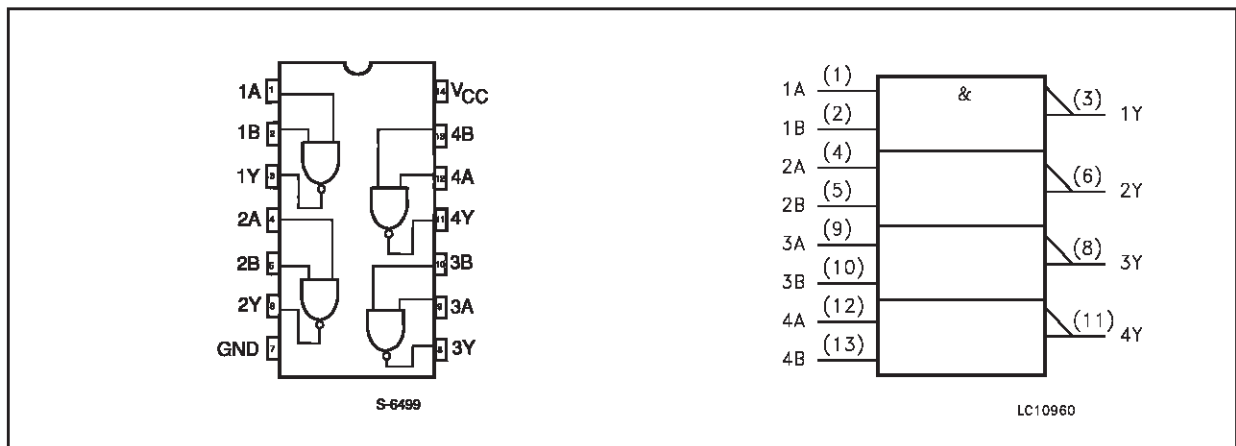 1A 1 14 VCC
1B 2 13 4B
1Y 3 12 4A
2A 4 11 4Y
2B 5 10 3B
2Y 6 9 3A
GND 7 8 3Y
S-6499
&
1A (1)
1B (2)
(3) 1Y
2A (4)
2B (5)
(6) 2Y
3A (9)
3B (10)
(8) 3Y
4A (12)
4B (13)
(11) 4Y
LC10960